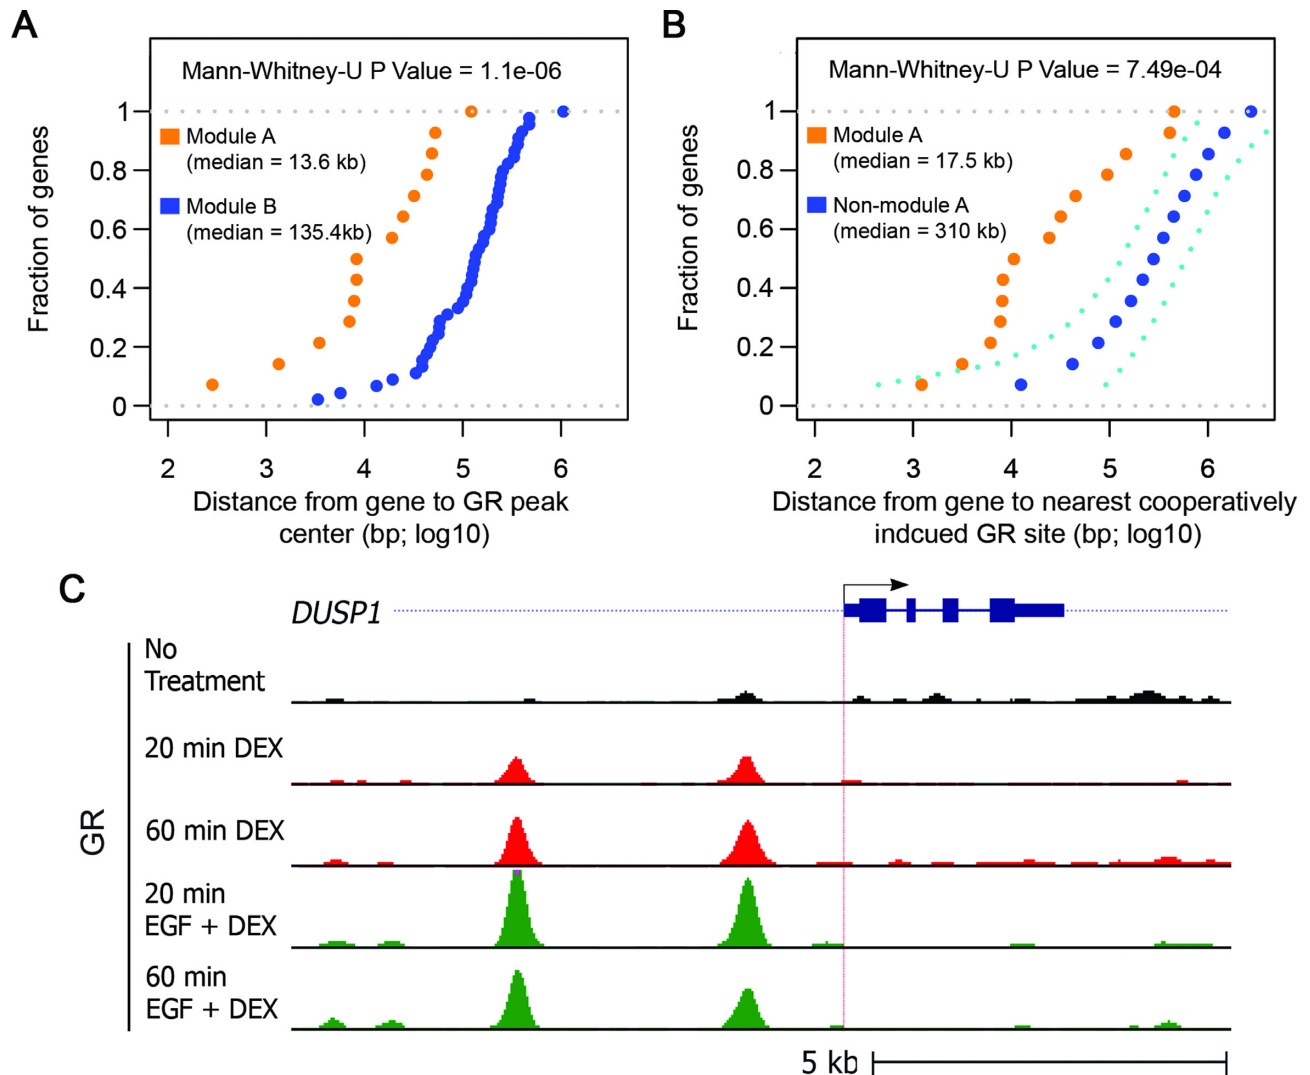 A
Mann-Whitney-U P Value = 1.1e-06
Fraction of genes
1
0.8
0.6
0.4
0.2
0
Module A
(median = 13.6 kb)
Module B
(median = 135.4kb)
2 3 4 5 6
Distance from gene to GR peak
center (bp; log10)
B
Mann-Whitney-U P Value = 7.49e-04
Fraction of genes
1
0.8
0.6
0.4
0.2
0
Module A
(median = 17.5 kb)
Non-module A
(median = 310 kb)
2 3 4 5 6
Distance from gene to nearest cooperatively
indcued GR site (bp; log10)
C
DUSP1
GR
No
Treatment
20 min DEX
60 min DEX
20 min
EGF + DEX
60 min
EGF + DEX
5 kb